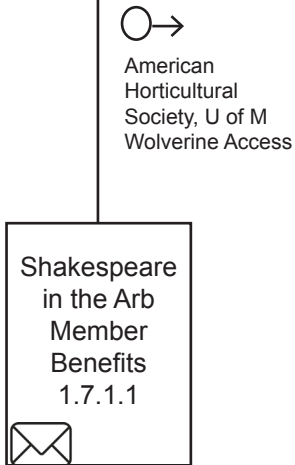 American
Horticultural
Society, U of M
Wolverine Access
Shakespeare
in the Arb
Member
Benefits
1.7.1.1